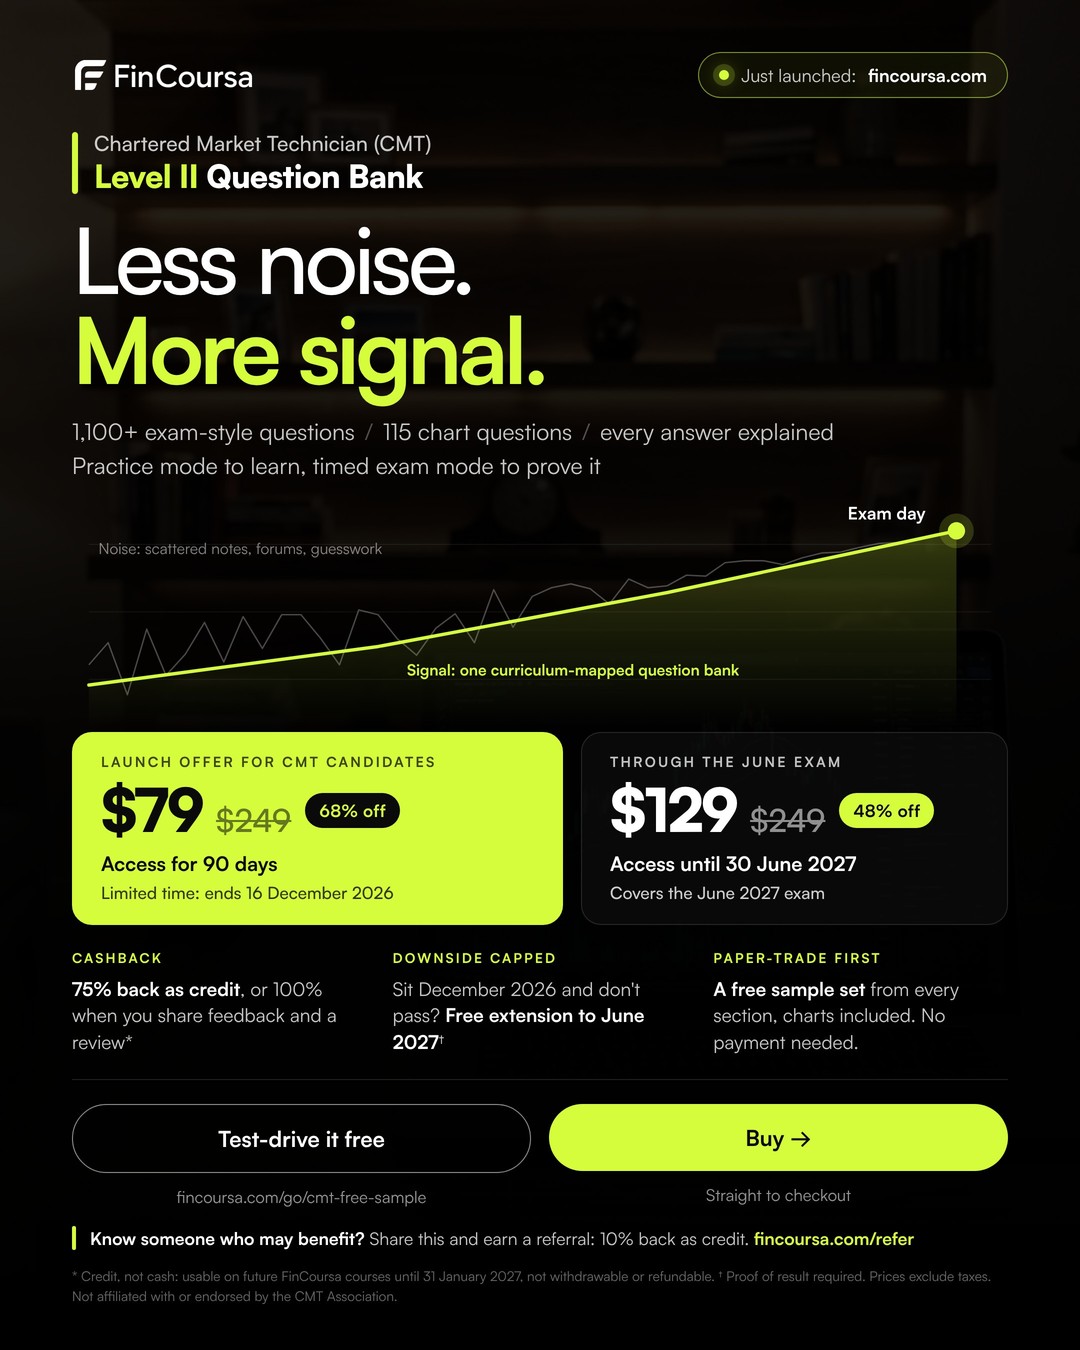 FinCoursa
Just launched: fincoursa.com
Chartered Market Technician (CMT)
Level II Question Bank
Less noise.
More signal.
1,100+ exam-style questions / 115 chart questions / every answer explained
Practice mode to learn, timed exam mode to prove it
Exam day
Noise: scattered notes, forums, guesswork
Signal: one curriculum-mapped question bank
LAUNCH OFFER FOR CMT CANDIDATES
$79 $249 68% off
Access for 90 days
Limited time: ends 16 December 2026
THROUGH THE JUNE EXAM
$129 $249 48% off
Access until 30 June 2027
Covers the June 2027 exam
CASHBACK
75% back as credit, or 100%
when you share feedback and a
review*
DOWNSIDE CAPPED
Sit December 2026 and don't
pass? Free extension to June
2027†
PAPER-TRADE FIRST
A free sample set from every
section, charts included. No
payment needed.
Test-drive it free
fincoursa.com/go/cmt-free-sample
Buy →
Straight to checkout
Know someone who may benefit? Share this and earn a referral: 10% back as credit. fincoursa.com/refer
* Credit, not cash: usable on future FinCoursa courses until 31 January 2027, not withdrawable or refundable. † Proof of result required. Prices exclude taxes.
Not affiliated with or endorsed by the CMT Association.